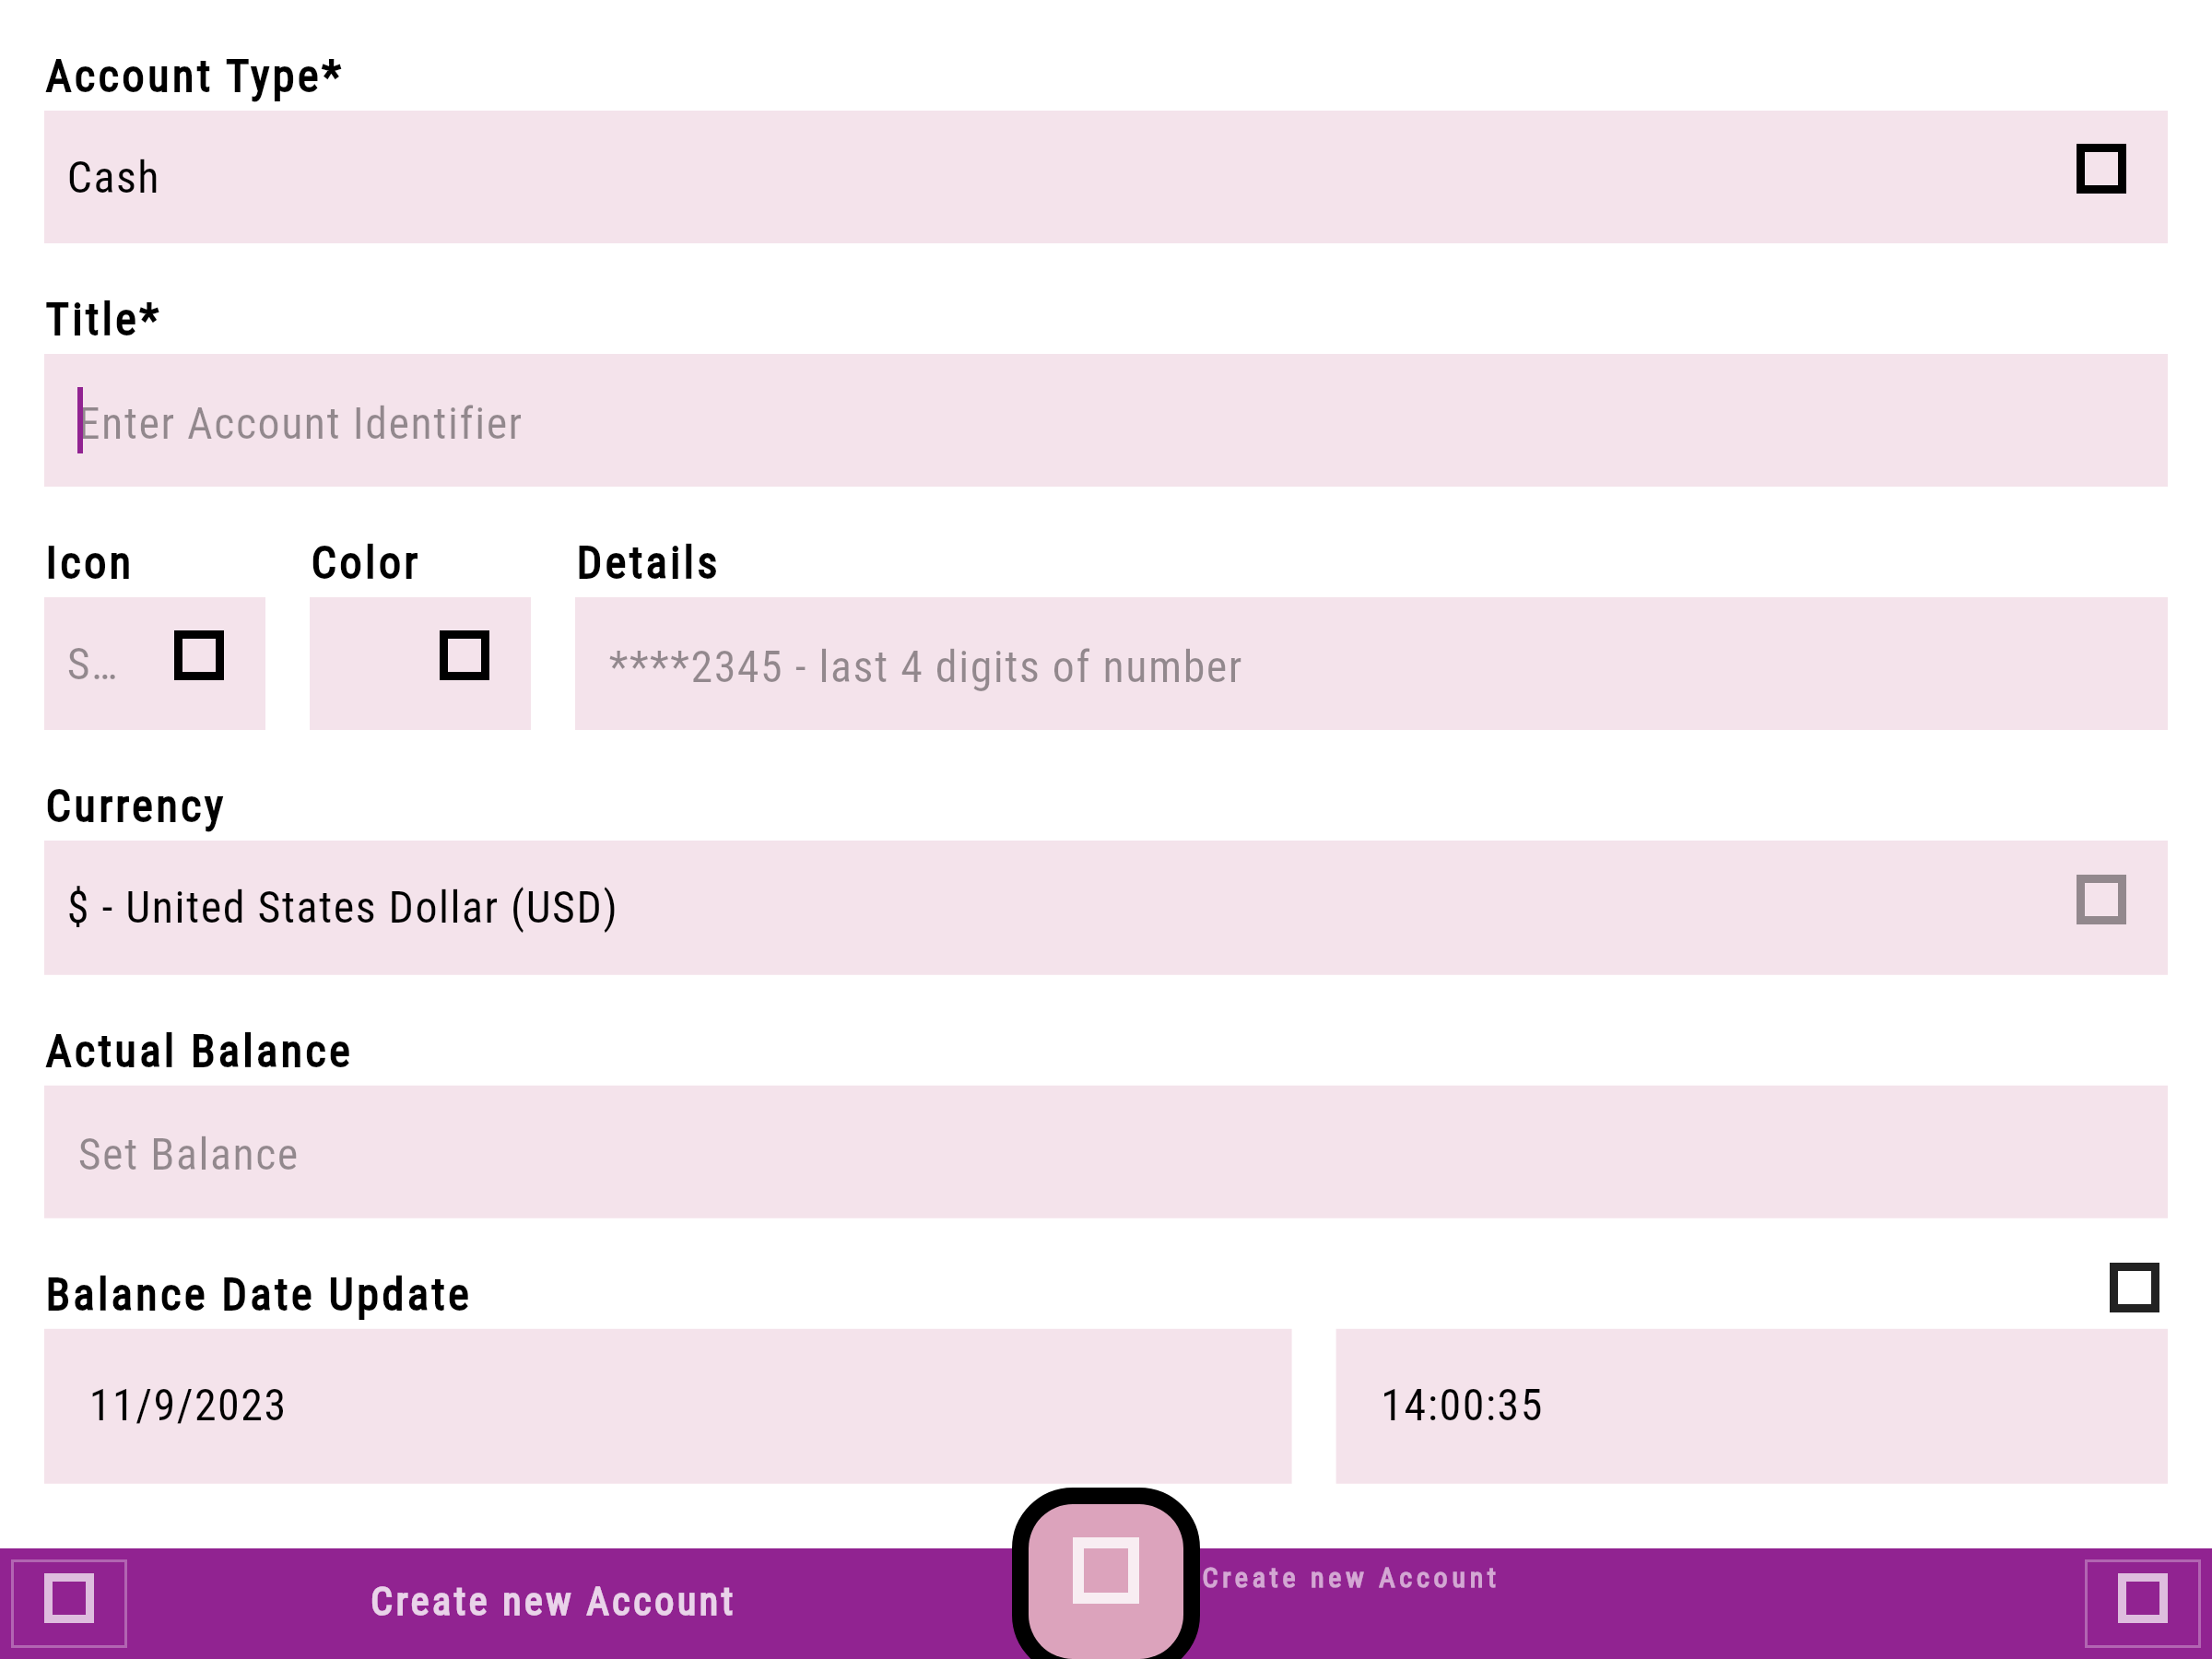 Account Type*
Cash
Title*
Enter Account Identifier
Icon Color Details
S… ****2345 - last 4 digits of number
Currency
$ - United States Dollar (USD)
Actual Balance
Set Balance
Balance Date Update
11/9/2023 14:00:35
Create new Account Create new Account